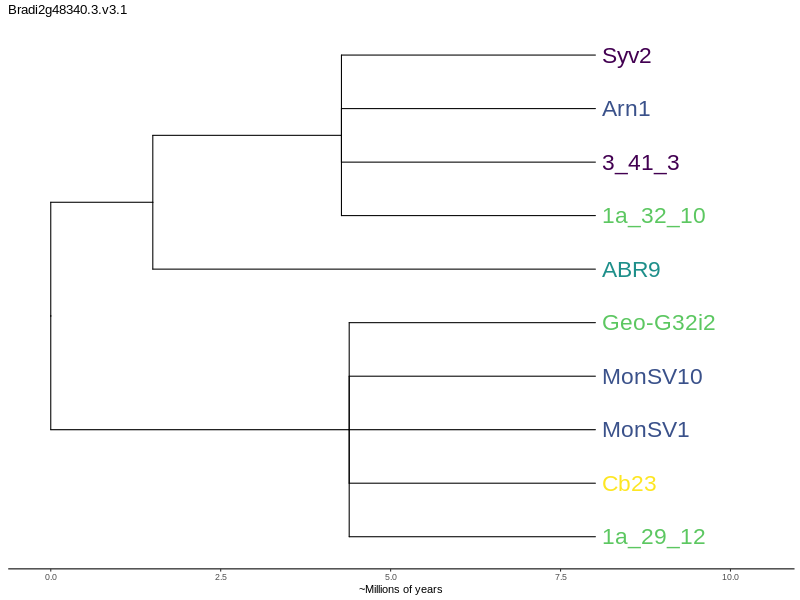 Bradi2g48340.3.v3.1
Syv2
Arn1
3_41_3
1a_32_10
ABR9
Geo-G32i2
MonSV10
MonSV1
Cb23
1a_29_12
0.0 2.5 5.0 7.5 10.0
~Millions of years